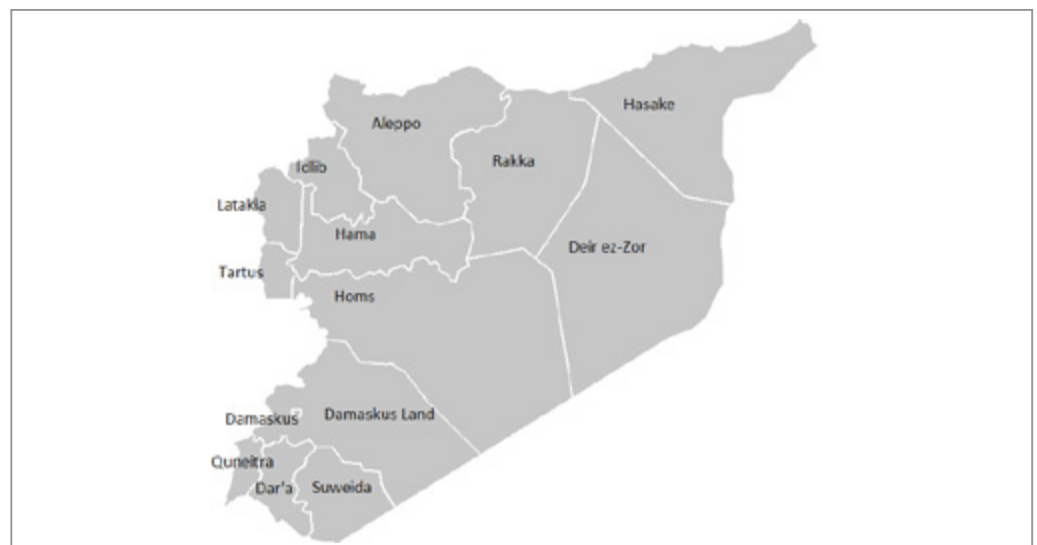 Hasake
Aleppo
Rakka
Idlib
Latakia
Hama
Deir ez-Zor
Tartus
Homs
Damaskus
Damaskus Land
Quneitra
Dar'a
Suweida